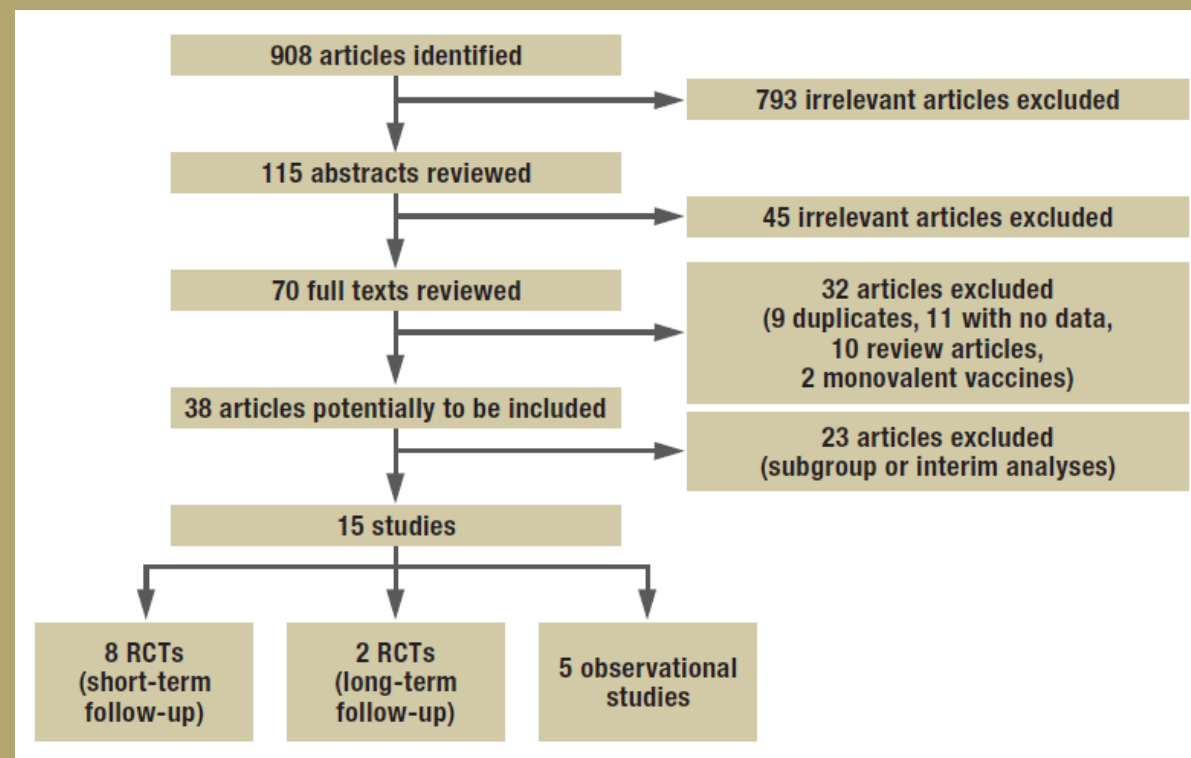 908 articles identified
793 irrelevant articles excluded
115 abstracts reviewed
45 irrelevant articles excluded
70 full texts reviewed
32 articles excluded
(9 duplicates, 11 with no data,
10 review articles,
2 monovalent vaccines)
38 articles potentially to be included
23 articles excluded
(subgroup or interim analyses)
15 studies
8 RCTs
(short-term
follow-up)
2 RCTs
(long-term
follow-up)
5 observational
studies